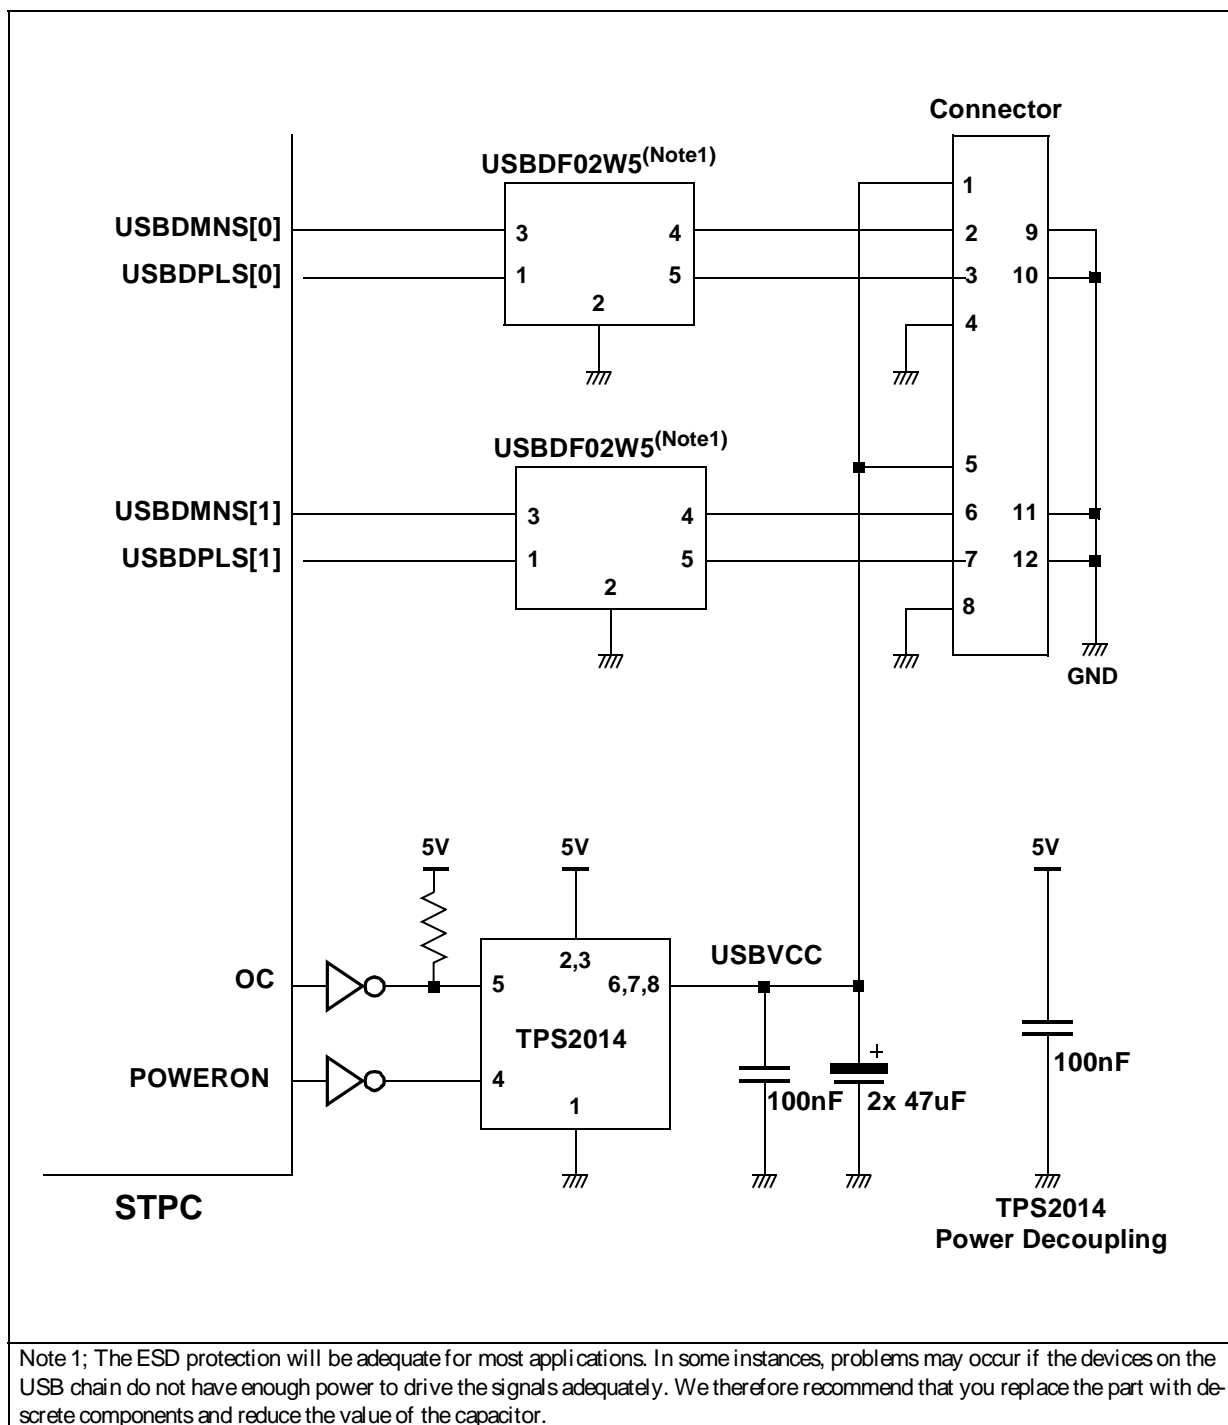 Connector
USBDF02W5(Note1)
1
USBDMNS[0] 3 4 2 9
USBDPLS[0] 1 5 3 10
2 4
USBDF02W5(Note1)
5
USBDMNS[1] 3 4 6 11
USBDPLS[1] 1 5 7 12
2 8
GND
5V 5V 5V
2,3 USBVCC
OC 5 6,7,8
TPS2014
+
100nF
POWERON 4 100nF 2x 47uF
1
STPC
TPS2014
Power Decoupling
Note 1; The ESD protection will be adequate for most applications. In some instances, problems may occur if the devices on the
USB chain do not have enough power to drive the signals adequately. We therefore recommend that you replace the part with de-
screte components and reduce the value of the capacitor.